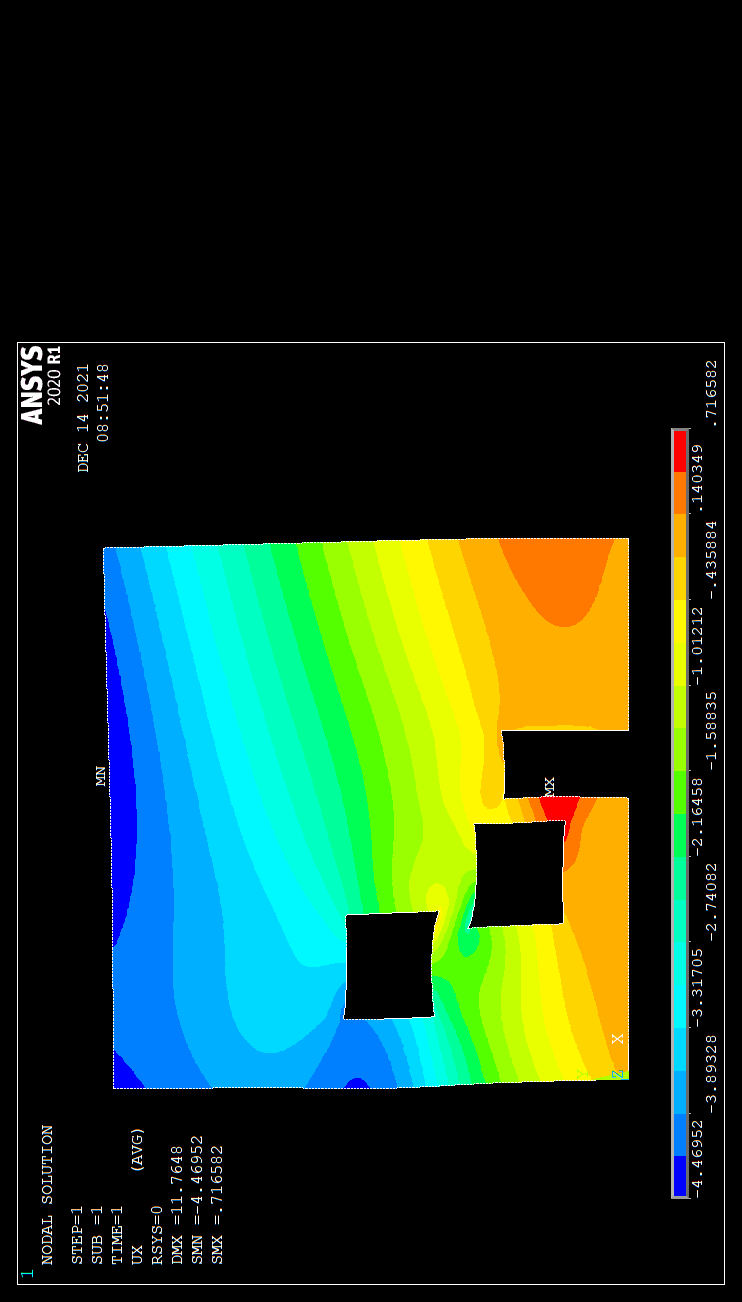 1
NODAL SOLUTION
STEP=1
SUB =1
TIME=1
UX (AVG)
RSYS=0
DMX =11.7648
SMN =-4.46952
SMX =.716582
ANSYS
2020 R1
DEC 14 2021
08:51:48
MN
MX
Y
Z X
-4.46952
-3.89328
-3.31705
-2.74082
-2.16458
-1.58835
-1.01212
-.435884
.140349
.716582